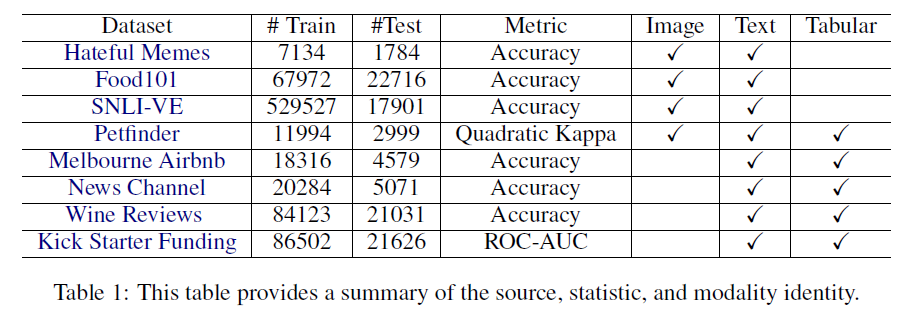 Dataset # Train #Test Metric Image Text Tabular
Hateful Memes 7134 1784 Accuracy ✓ ✓
Food101 67972 22716 Accuracy ✓ ✓
SNLI-VE 529527 17901 Accuracy ✓ ✓
Petfinder 11994 2999 Quadratic Kappa ✓ ✓ ✓
Melbourne Airbnb 18316 4579 Accuracy ✓ ✓
News Channel 20284 5071 Accuracy ✓ ✓
Wine Reviews 84123 21031 Accuracy ✓ ✓
Kick Starter Funding 86502 21626 ROC-AUC ✓ ✓
Table 1: This table provides a summary of the source, statistic, and modality identity.